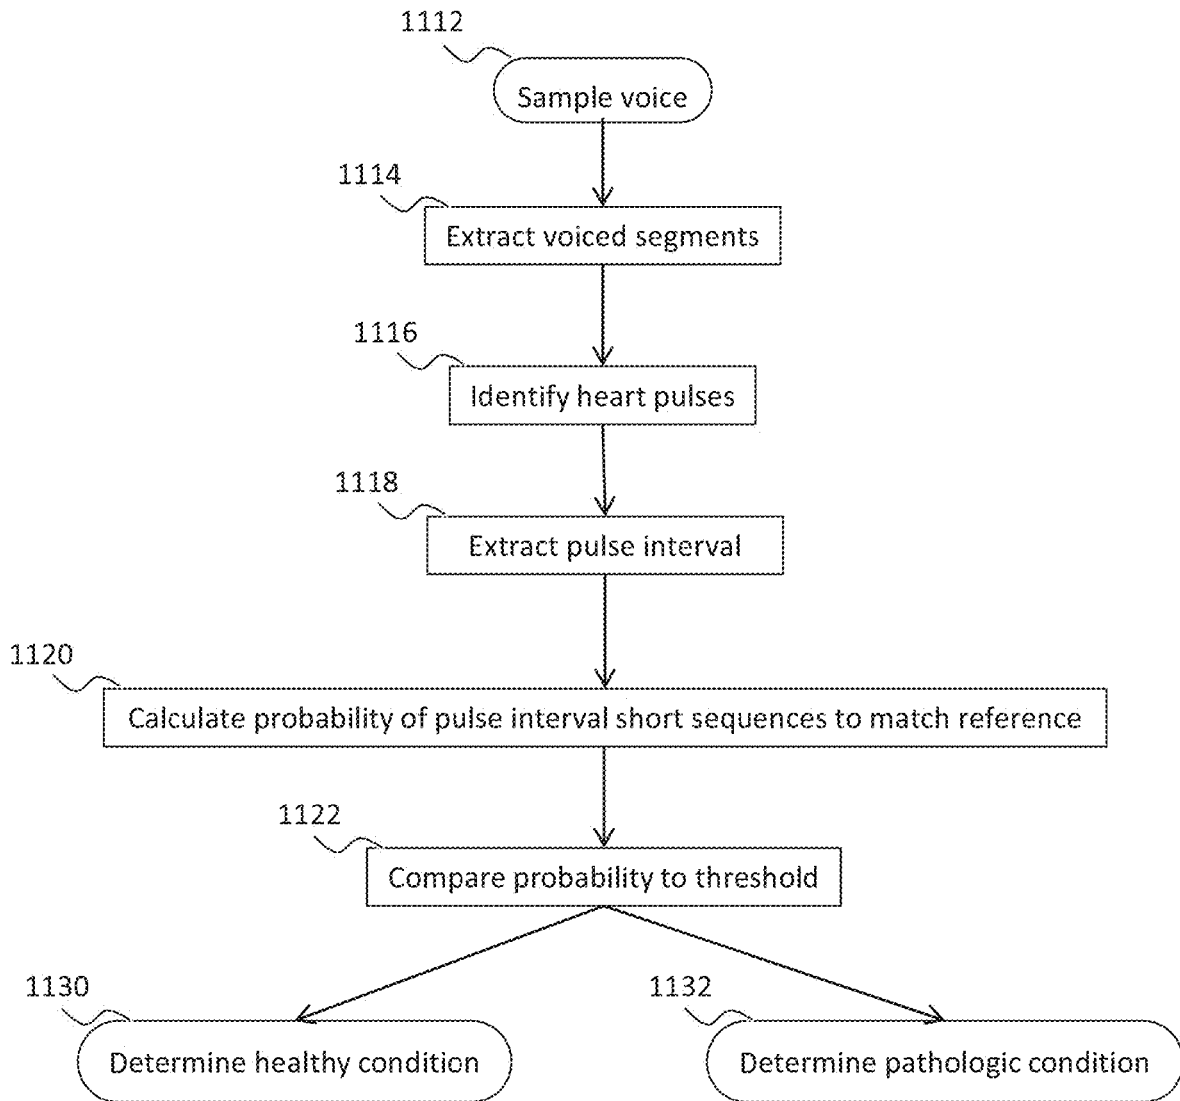 1112
Sample voice
1114
Extract voiced segments
1116
Identify heart pulses
1118
Extract pulse interval
1120
Calculate probability of pulse interval short sequences to match reference
1122
Compare probability to threshold
1130
Determine healthy condition
1132
Determine pathologic condition